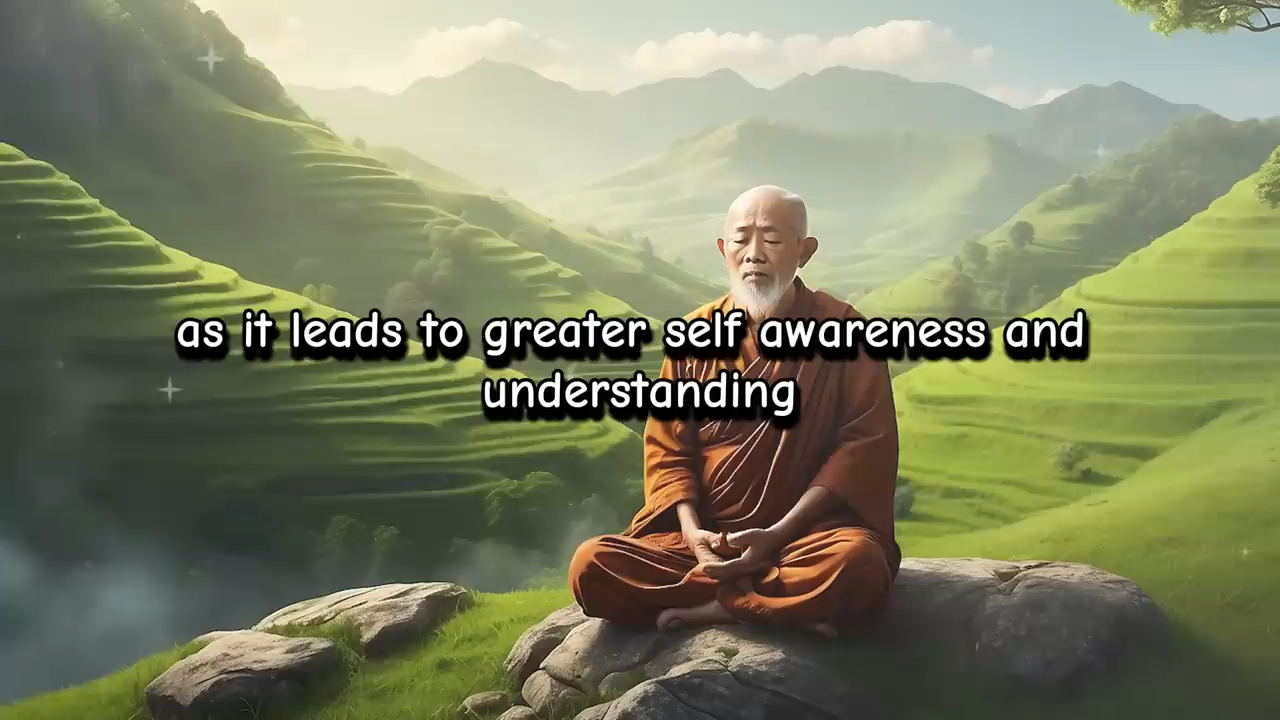 as it leads to greater self awareness and
understanding